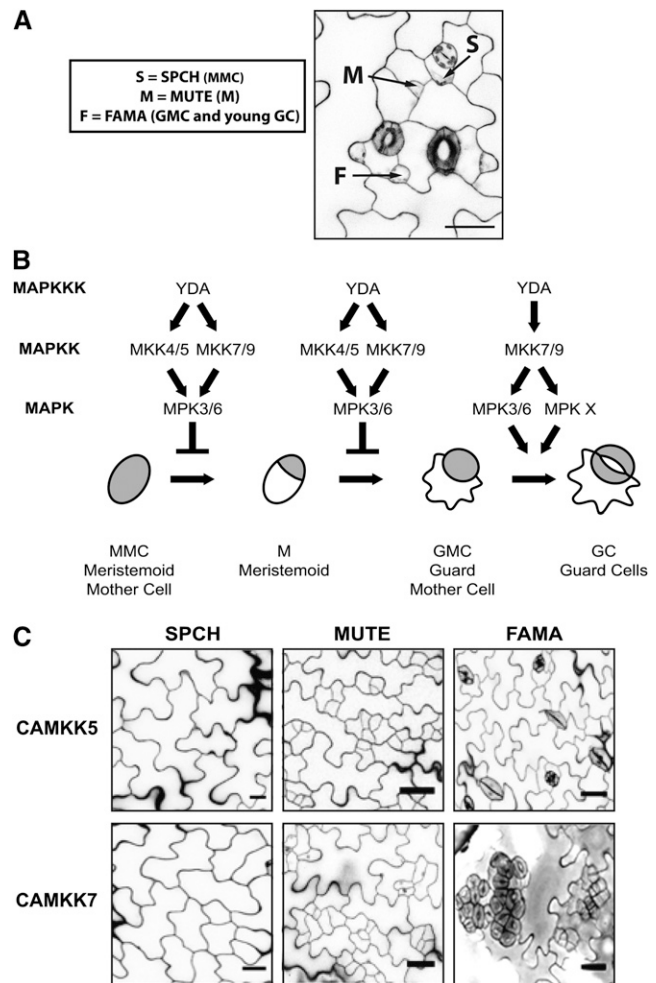 A
S = SPCH (MMC)
M = MUTE (M)
F = FAMA (GMC and young GC)
S
M
F
B
MAPKKK YDA YDA YDA
MAPKK MKK4/5 MKK7/9 MKK4/5 MKK7/9 MKK7/9
MAPK MPK3/6 MPK3/6 MPK3/6 MPK X
MMC M GMC GC
Meristemoid Meristemoid Guard Guard Cells
Mother Cell Mother Cell
C
SPCH MUTE FAMA
CAMKK5
CAMKK7